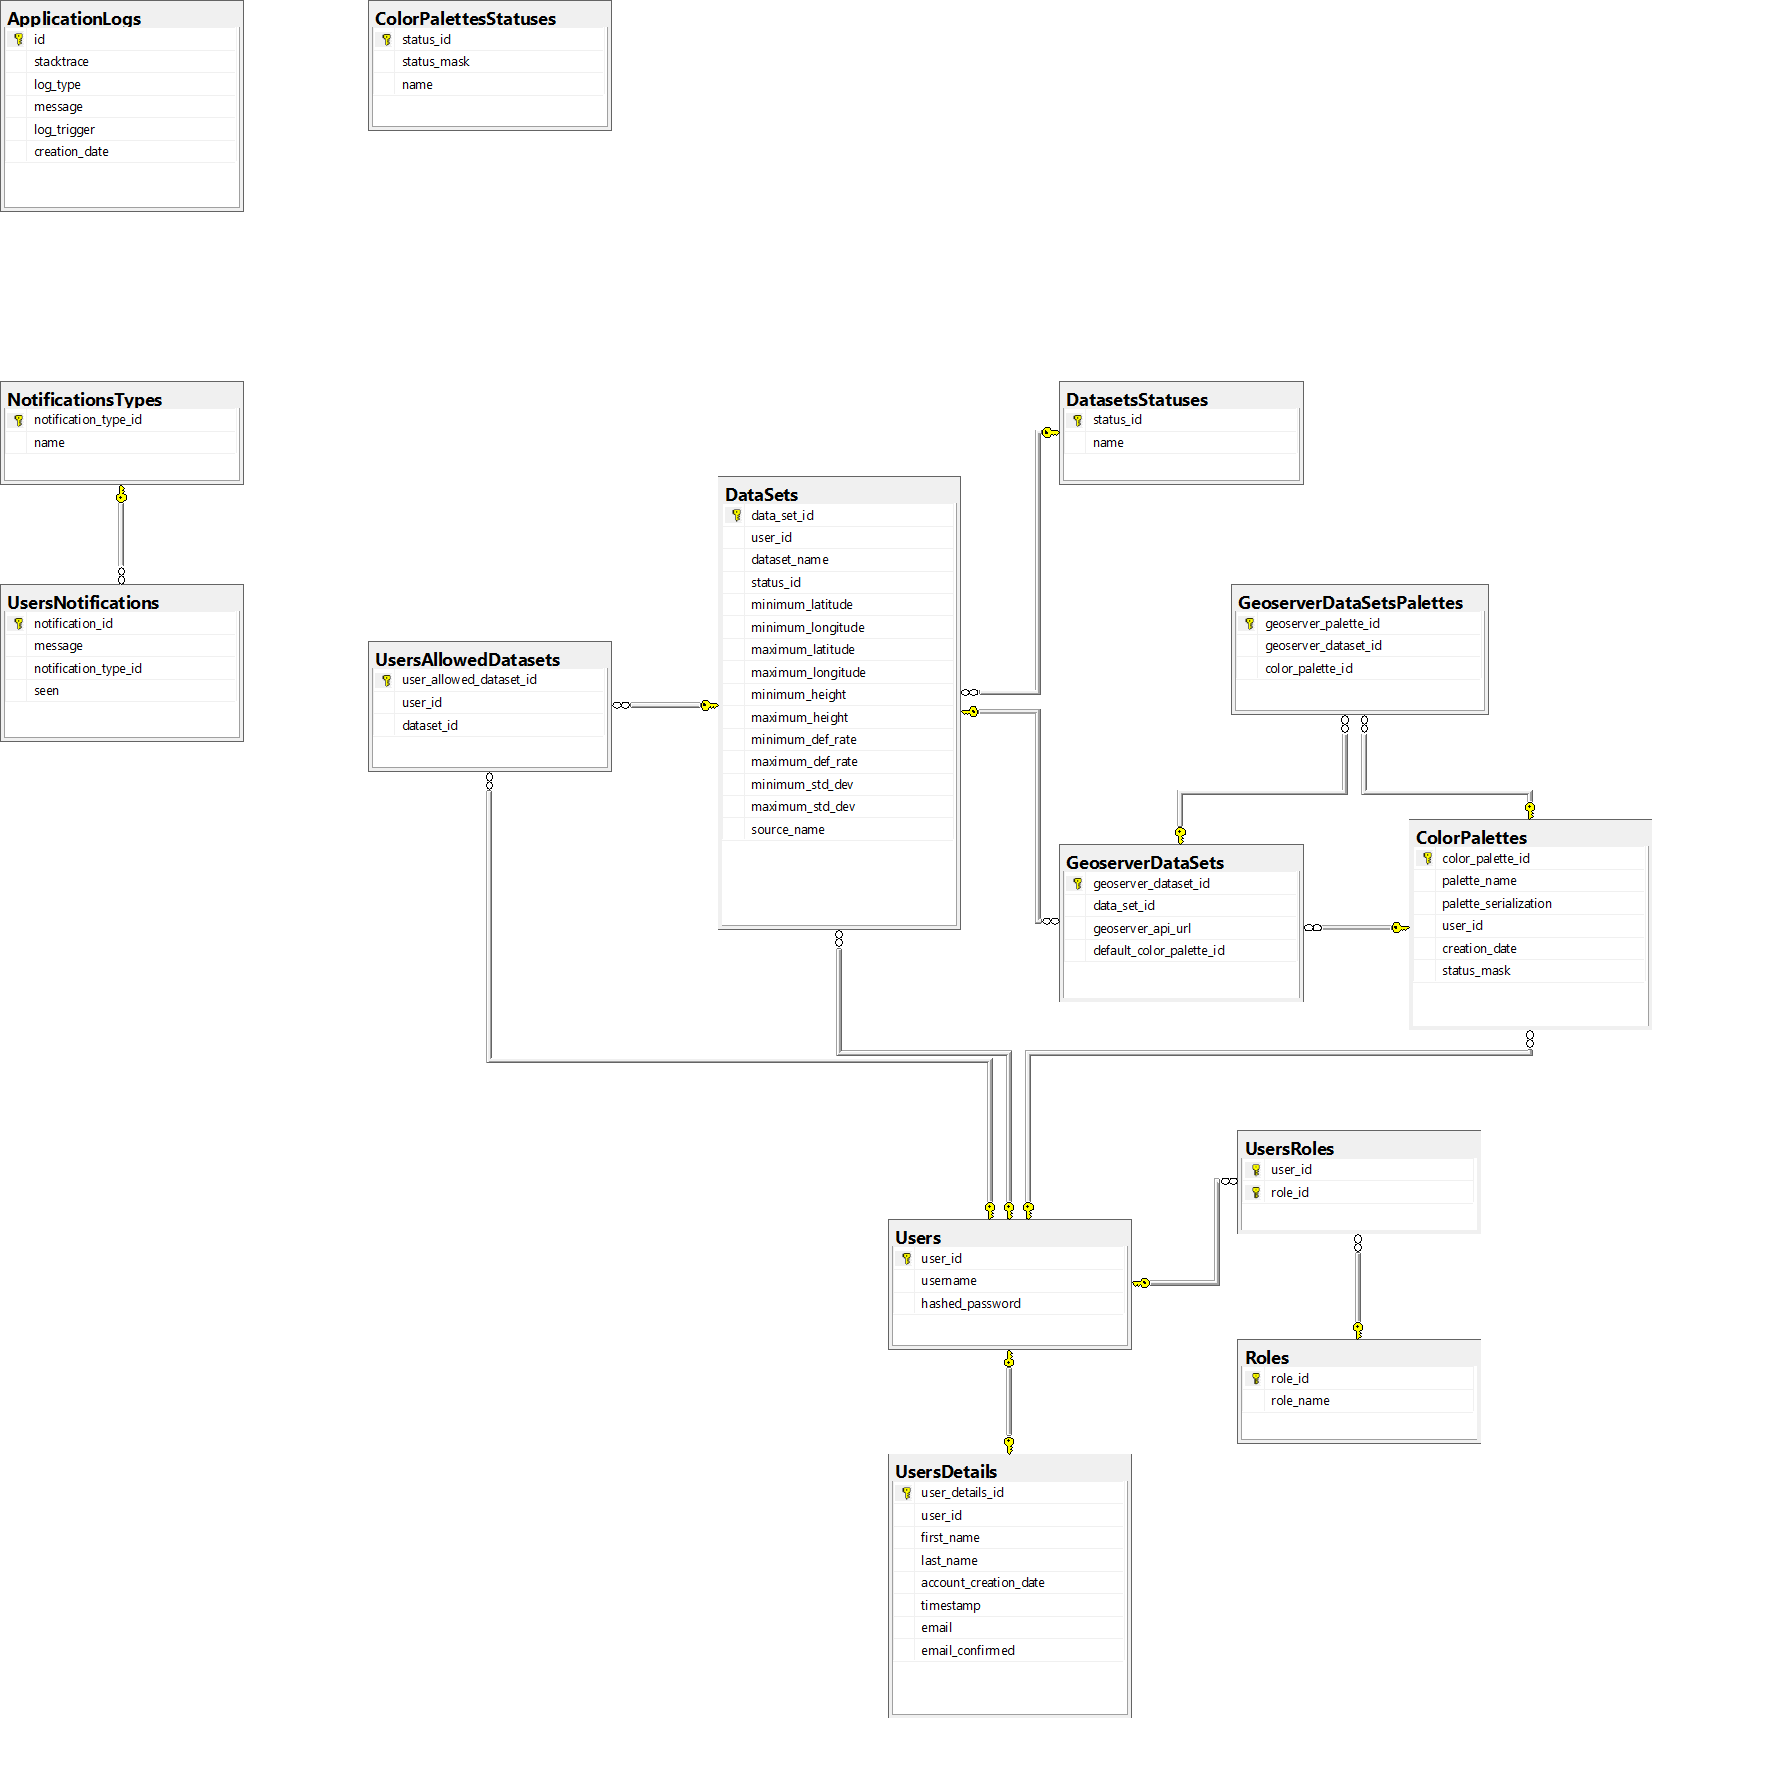 ApplicationLogs
id
stacktrace
log_type
message
log_trigger
creation_date
ColorPalettesStatuses
status_id
status_mask
name
NotificationsTypes
notification_type_id
name
UsersNotifications
notification_id
message
notification_type_id
seen
UsersAllowedDatasets
user_allowed_dataset_id
user_id
dataset_id
DataSets
data_set_id
user_id
dataset_name
status_id
minimum_latitude
minimum_longitude
maximum_latitude
maximum_longitude
minimum_height
maximum_height
minimum_def_rate
maximum_def_rate
minimum_std_dev
maximum_std_dev
source_name
DatasetsStatuses
status_id
name
GeoserverDataSetsPalettes
geoserver_palette_id
geoserver_dataset_id
color_palette_id
GeoserverDataSets
geoserver_dataset_id
data_set_id
geoserver_api_url
default_color_palette_id
ColorPalettes
color_palette_id
palette_name
palette_serialization
user_id
creation_date
status_mask
UsersRoles
user_id
role_id
Users
user_id
username
hashed_password
Roles
role_id
role_name
UsersDetails
user_details_id
user_id
first_name
last_name
account_creation_date
timestamp
email
email_confirmed